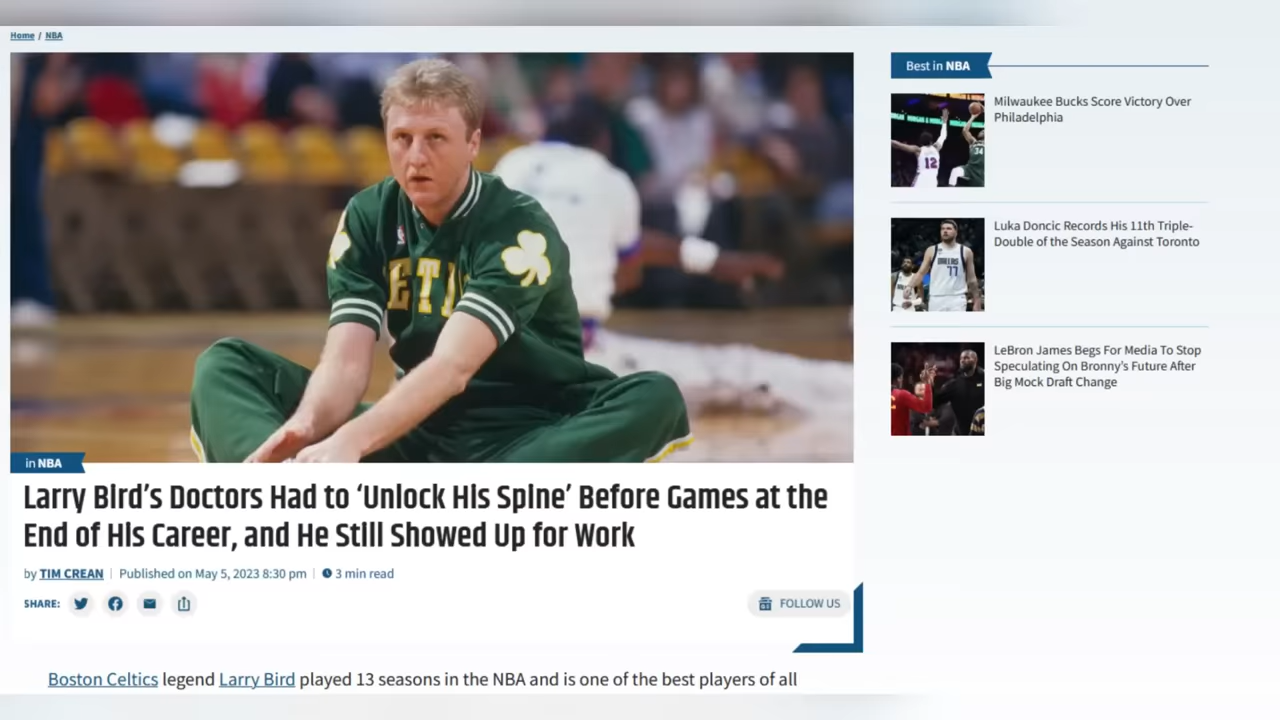 Home / NBA
ETI
in NBA
Larry Bird's Doctors Had to ‘Unlock His Spine’ Before Games at the
End of His Career, and He Still Showed Up for Work
by TIM CREAN | Published on May 5, 2023 8:30 pm | 3 min read
SHARE:
FOLLOW US
Boston Celtics legend Larry Bird played 13 seasons in the NBA and is one of the best players of all
Best in NBA
12
34
Milwaukee Bucks Score Victory Over
Philadelphia
DALLAS
77
Luka Doncic Records His 11th Triple-
Double of the Season Against Toronto
LeBron James Begs For Media To Stop
Speculating On Bronny's Future After
Big Mock Draft Change